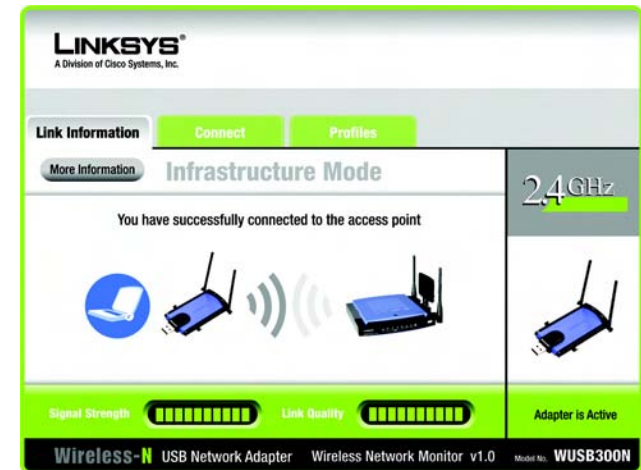 LINKSYS®
A Division of Cisco Systems, Inc.
Link Information Connect Profiles
More Information Infrastructure Mode
2.4GHz
You have successfully connected to the access point
Signal Strength Link Quality Adapter is Active
Wireless-N USB Network Adapter Wireless Network Monitor v1.0 Model No. WUSB300N